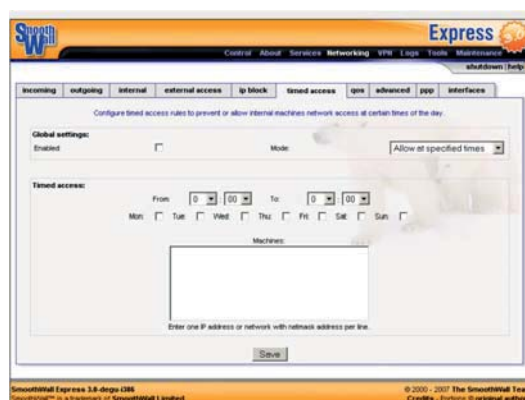 Smooth Wall
Express 3.0
Control About Services Networking VPN Logs Tools Maintenance
shutdown | help
incoming outgoing internal external access ip block timed access qos advanced ppp interfaces
Configure timed access rules to prevent or allow internal machines network access at certain times of the day.
Global settings:
Enabled Mode: Allow at specified times
Timed access:
From: 0 : 00 To: 0 : 00
Mon: Tue: Wed: Thu: Fri: Sat: Sun:
Machines:
Enter one IP address or network with netmask address per line.
Save
SmoothWall Express 3.0-degu-i386 © 2000 - 2007 The SmoothWall Tea
SmoothWall™ is a trademark of SmoothWall Limited. Credits - Portions © original autho